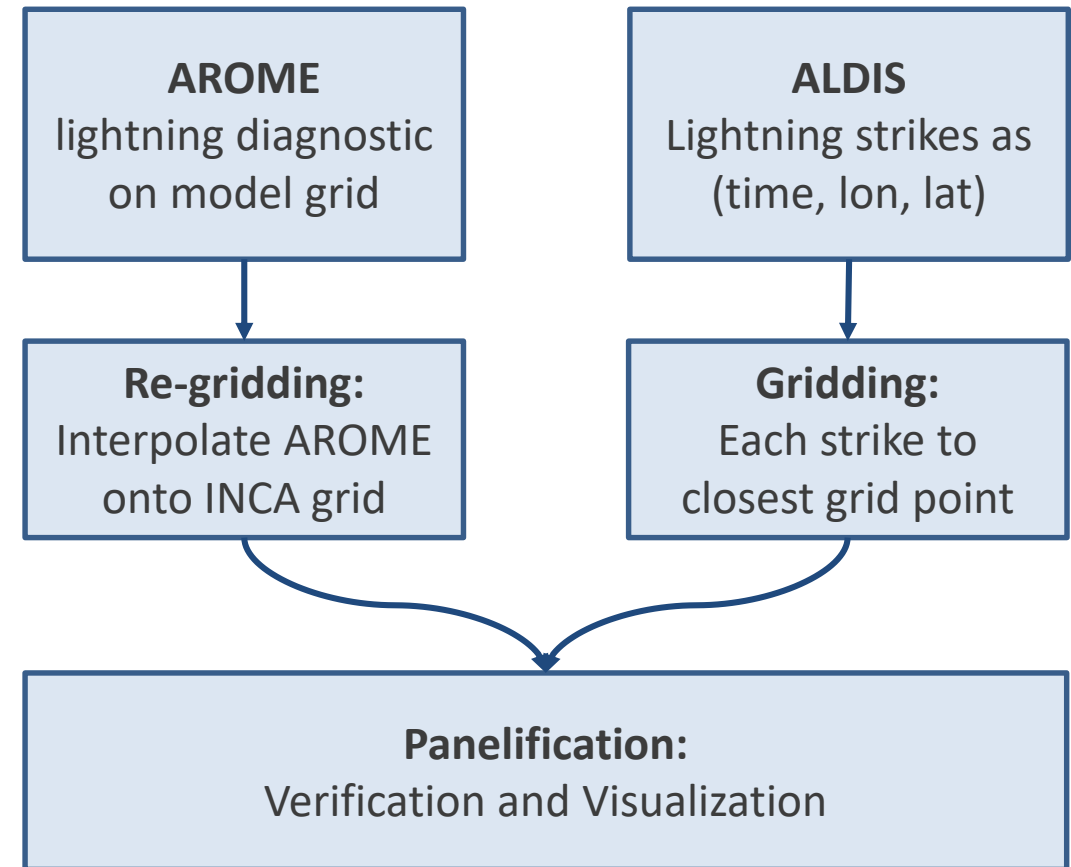 AROME
lightning diagnostic
on model grid
ALDIS
Lightning strikes as
(time, lon, lat)
Re-gridding:
Interpolate AROME
onto INCA grid
Gridding:
Each strike to
closest grid point
Panelification:
Verification and Visualization